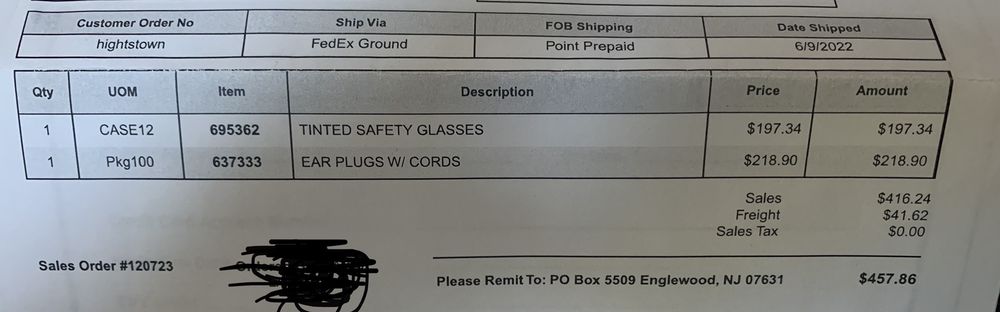 Customer Order No Ship Via FOB Shipping Date Shipped
hightstown FedEx Ground Point Prepaid 6/9/2022
Qty UOM Item Description Price Amount
1 CASE12 695362 TINTED SAFETY GLASSES $197.34 $197.34
1 Pkg100 637333 EAR PLUGS W/ CORDS $218.90 $218.90
Sales $416.24
Freight $41.62
Sales Tax $0.00
Sales Order #120723
Please Remit To: PO Box 5509 Englewood, NJ 07631 $457.86